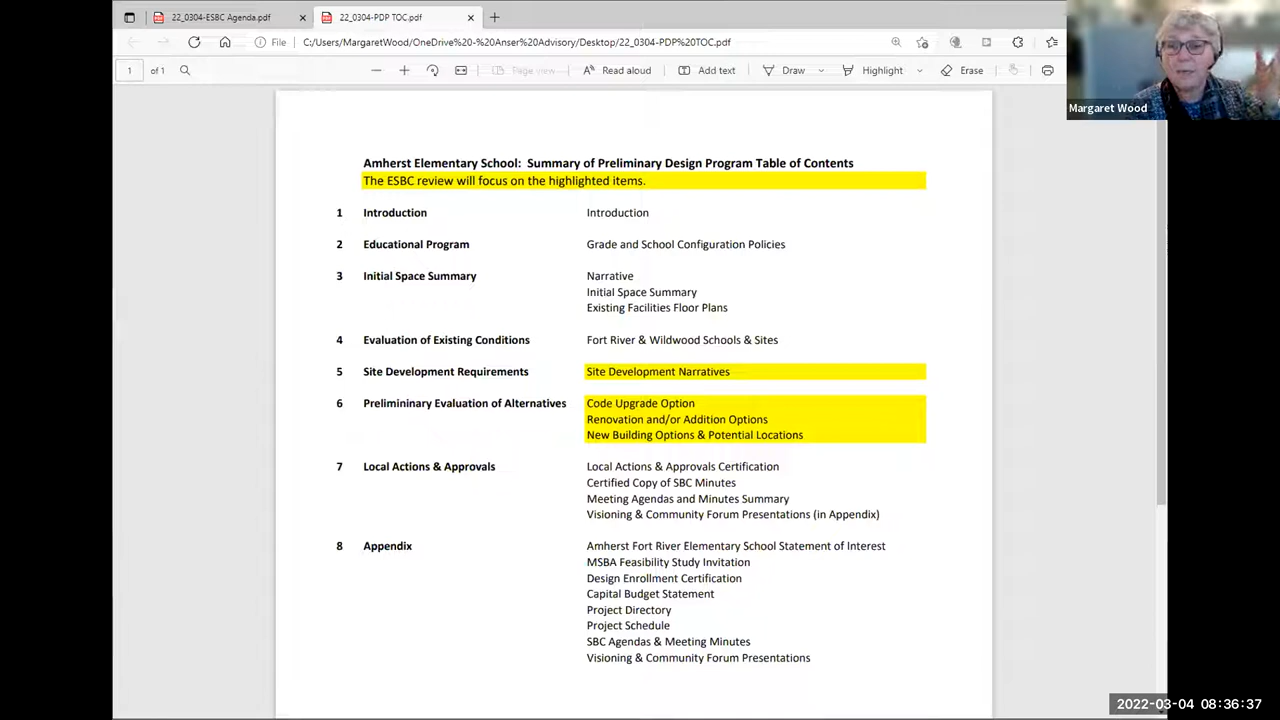 22_0304-ESBC Agenda.pdf
22_0304-PDP TOC.pdf
File
C:/Users/MargaretWood/OneDrive%20-%20Anser%20Advisory/Desktop/22_0304-PDP%20TOC.pdf
1 of 1
Page view
Read aloud
Add text
Draw
Highlight
Erase
Margaret Wood
Amherst Elementary School: Summary of Preliminary Design Program Table of Contents
The ESBC review will focus on the highlighted items.
1 Introduction Introduction
2 Educational Program Grade and School Configuration Policies
3 Initial Space Summary Narrative
Initial Space Summary
Existing Facilities Floor Plans
4 Evaluation of Existing Conditions Fort River & Wildwood Schools & Sites
5 Site Development Requirements Site Development Narratives
6 Prelimininary Evaluation of Alternatives Code Upgrade Option
Renovation and/or Addition Options
New Building Options & Potential Locations
7 Local Actions & Approvals Local Actions & Approvals Certification
Certified Copy of SBC Minutes
Meeting Agendas and Minutes Summary
Visioning & Community Forum Presentations (in Appendix)
8 Appendix Amherst Fort River Elementary School Statement of Interest
MSBA Feasibility Study Invitation
Design Enrollment Certification
Capital Budget Statement
Project Directory
Project Schedule
SBC Agendas & Meeting Minutes
Visioning & Community Forum Presentations
2022-03-04 08:36:37